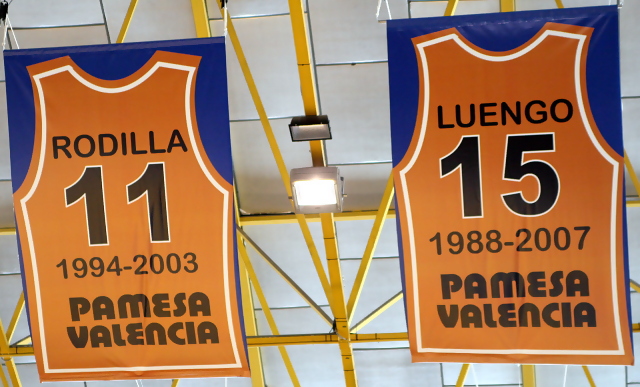 RODILLA
11
1994-2003
PAMESA
VALENCIA
LUENGO
15
1988-2007
PAMESA
VALENCIA